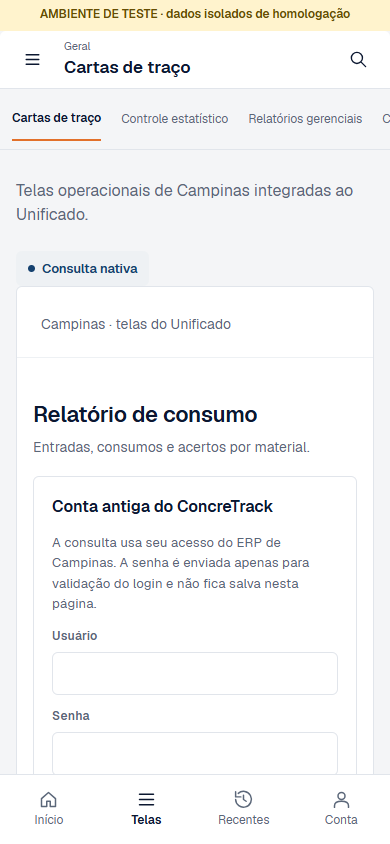 AMBIENTE DE TESTE · dados isolados de homologação
Geral
Cartas de traço
Cartas de traço
Controle estatístico
Relatórios gerenciais
Telas operacionais de Campinas integradas ao
Unificado.
Consulta nativa
Campinas · telas do Unificado
Relatório de consumo
Entradas, consumos e acertos por material.
Conta antiga do ConcreTrack
A consulta usa seu acesso do ERP de
Campinas. A senha é enviada apenas para
validação do login e não fica salva nesta
página.
Usuário
Senha
Início
Telas
Recentes
Conta